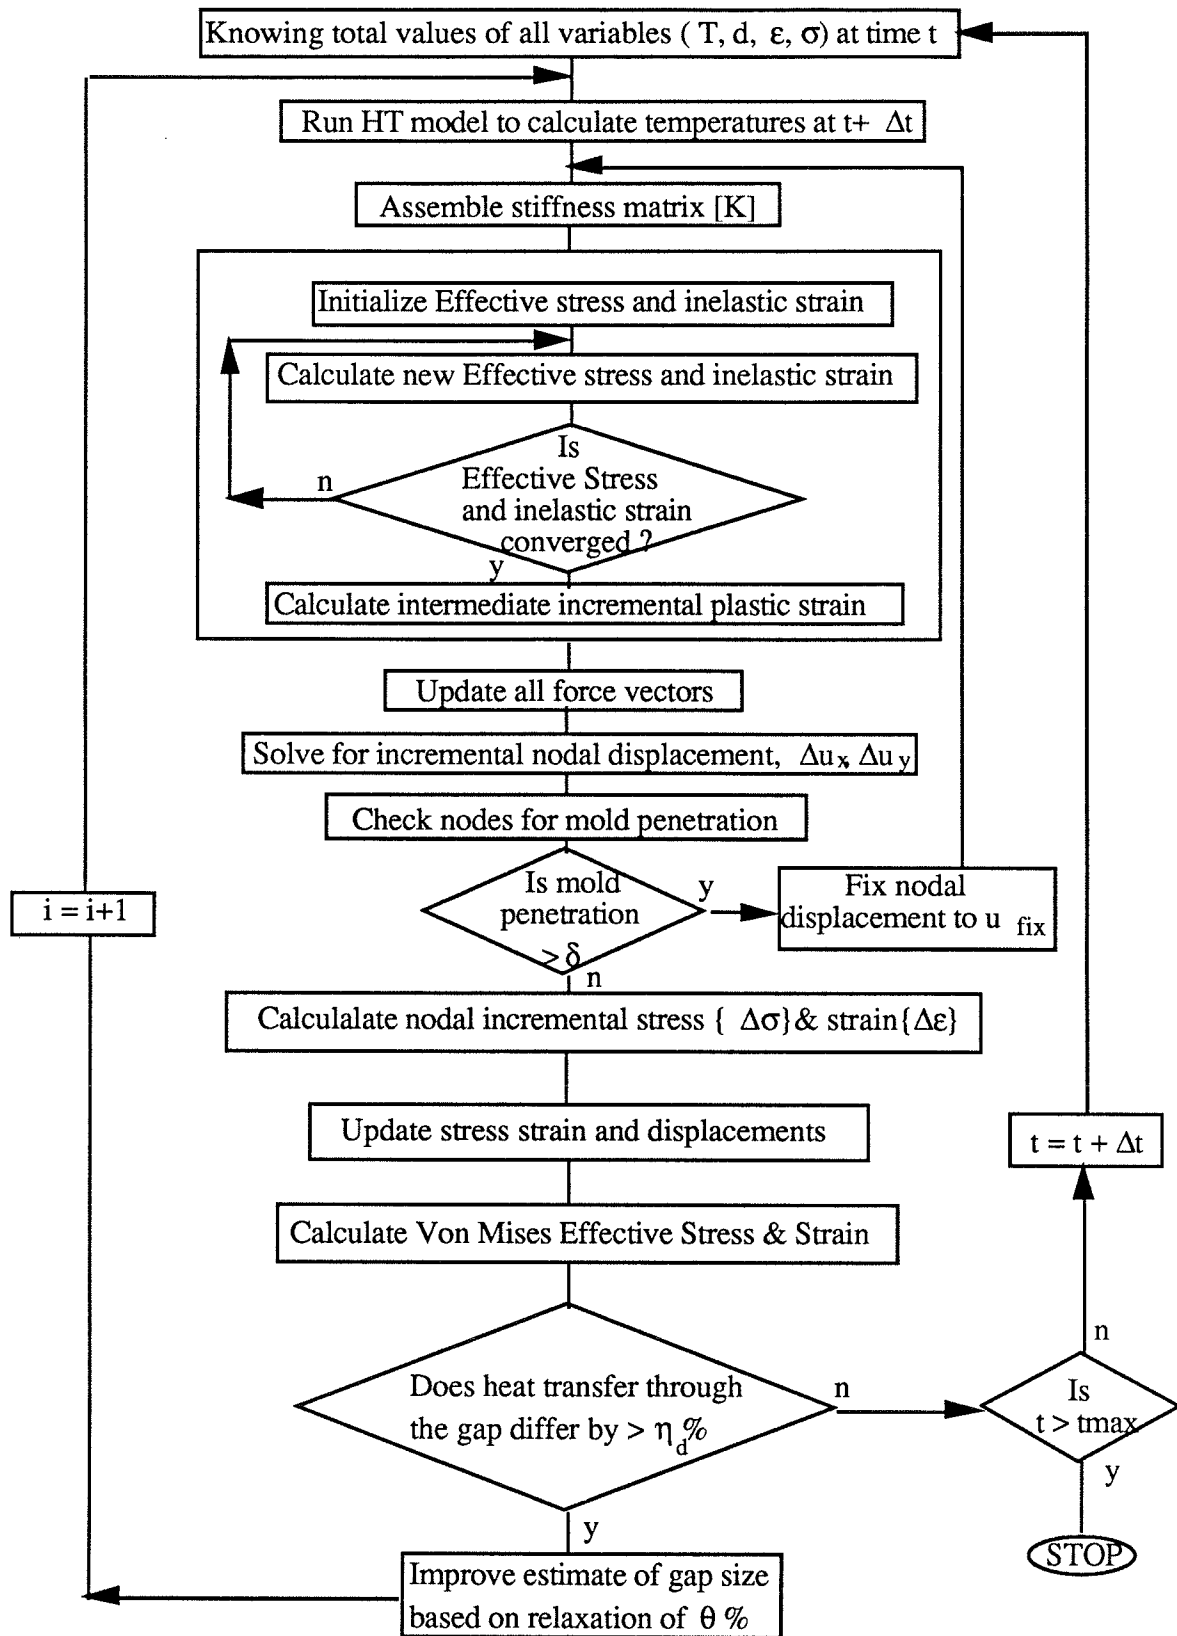 Knowing total values of all variables ( T, d, ε, σ) at time t
Run HT model to calculate temperatures at t+ Δt
Assemble stiffness matrix [K]
Initialize Effective stress and inelastic strain
Calculate new Effective stress and inelastic strain
Is
Effective Stress
and inelastic strain
converged ?
n
y
Calculate intermediate incremental plastic strain
Update all force vectors
Solve for incremental nodal displacement, Δu x, Δu y
Check nodes for mold penetration
Is mold
penetration
> δ
y
n
Fix nodal
displacement to u fix
i = i+1
Calculalate nodal incremental stress { Δσ}& strain{Δε}
Update stress strain and displacements
t = t + Δt
Calculate Von Mises Effective Stress & Strain
Does heat transfer through
the gap differ by > η d%
n
y
n
Is
t > tmax
y
STOP
Improve estimate of gap size
based on relaxation of θ %